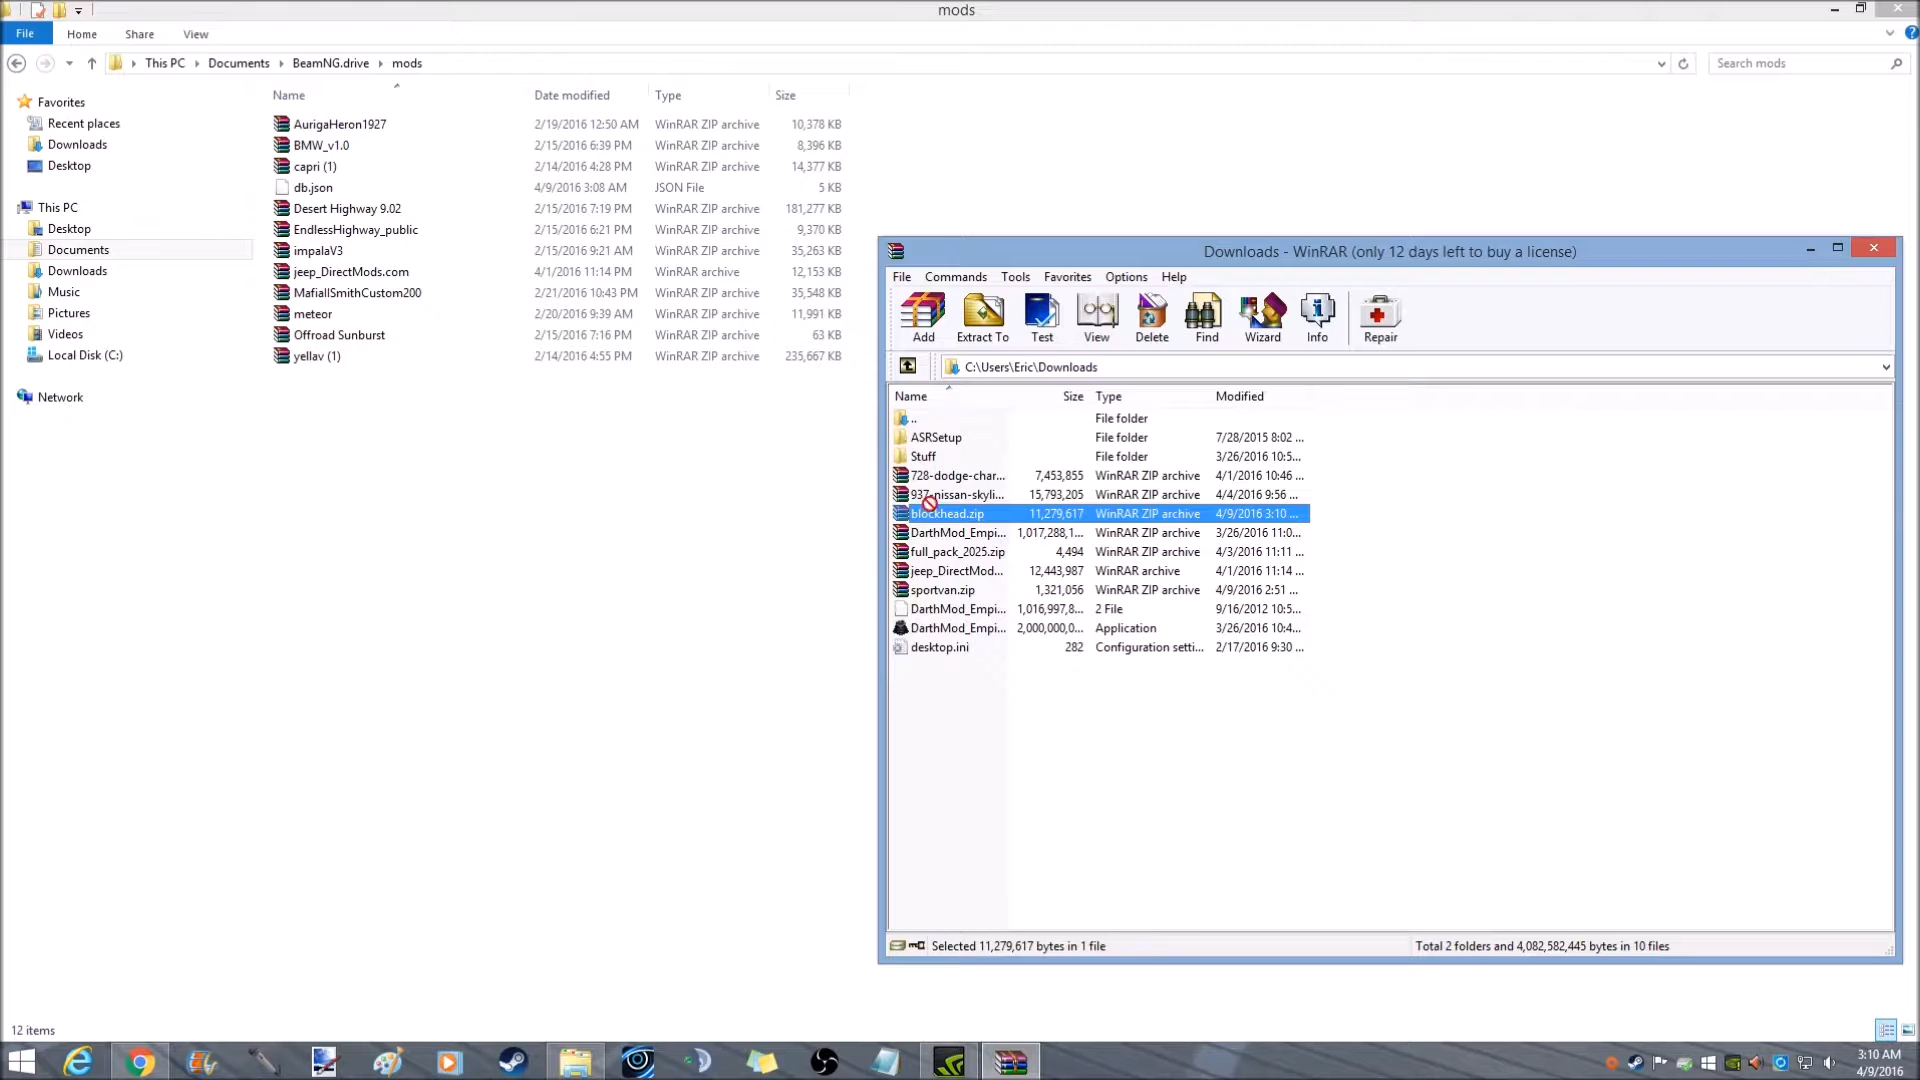 mods
File Home Share View
This PC Documents BeamNG.drive mods
Search mods
Favorites
Recent places
Downloads
Desktop
This PC
Desktop
Documents
Downloads
Music
Pictures
Videos
Local Disk (C:)
Network
Name Date modified Type Size
AurigaHeron1927 2/19/2016 12:50 AM WinRAR ZIP archive 10,378 KB
BMW_v1.0 2/15/2016 6:39 PM WinRAR ZIP archive 8,396 KB
capri (1) 2/14/2016 4:28 PM WinRAR ZIP archive 14,377 KB
db.json 4/9/2016 3:08 AM JSON File 5 KB
Desert Highway 9.02 2/15/2016 7:19 PM WinRAR ZIP archive 181,277 KB
EndlessHighway_public 2/15/2016 6:21 PM WinRAR ZIP archive 9,370 KB
impalaV3 2/15/2016 9:21 AM WinRAR ZIP archive 35,263 KB
jeep_DirectMods.com 4/1/2016 11:14 PM WinRAR archive 12,153 KB
MafiaIISmithCustom200 2/21/2016 10:43 PM WinRAR ZIP archive 35,548 KB
meteor 2/20/2016 9:39 AM WinRAR ZIP archive 11,991 KB
Offroad Sunburst 2/15/2016 7:16 PM WinRAR ZIP archive 63 KB
yellav (1) 2/14/2016 4:55 PM WinRAR ZIP archive 235,667 KB
Downloads - WinRAR (only 12 days left to buy a license)
File Commands Tools Favorites Options Help
Add Extract To Test View Delete Find Wizard Info Repair
C:\Users\Eric\Downloads
Name Size Type Modified
.. File folder
ASRSetup File folder 7/28/2015 8:02 ...
Stuff File folder 3/26/2016 10:5...
728-dodge-char... 7,453,855 WinRAR ZIP archive 4/1/2016 10:46 ...
937-nissan-skyli... 15,793,205 WinRAR ZIP archive 4/4/2016 9:56 ...
blockhead.zip 11,279,617 WinRAR ZIP archive 4/9/2016 3:10 ...
DarthMod_Empi... 1,017,288,1... WinRAR ZIP archive 3/26/2016 11:0...
full_pack_2025.zip 4,494 WinRAR ZIP archive 4/3/2016 11:11 ...
jeep_DirectMod... 12,443,987 WinRAR archive 4/1/2016 11:14 ...
sportvan.zip 1,321,056 WinRAR ZIP archive 4/9/2016 2:51 ...
DarthMod_Empi... 1,016,997,8... 2 File 9/16/2012 10:5...
DarthMod_Empi... 2,000,000,0... Application 3/26/2016 10:4...
desktop.ini 282 Configuration setti... 2/17/2016 9:30 ...
Selected 11,279,617 bytes in 1 file
Total 2 folders and 4,082,582,445 bytes in 10 files
12 items
3:10 AM
4/9/2016